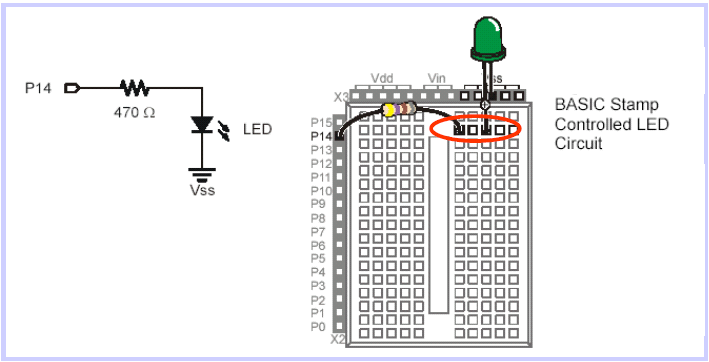 P14
470 Ω
LED
Vss
Vdd Vin Vss
X3
P15
P14
P13
P12
P11
P10
P9
P8
P7
P6
P5
P4
P3
P2
P1
P0
X2
BASIC Stamp
Controlled LED
Circuit